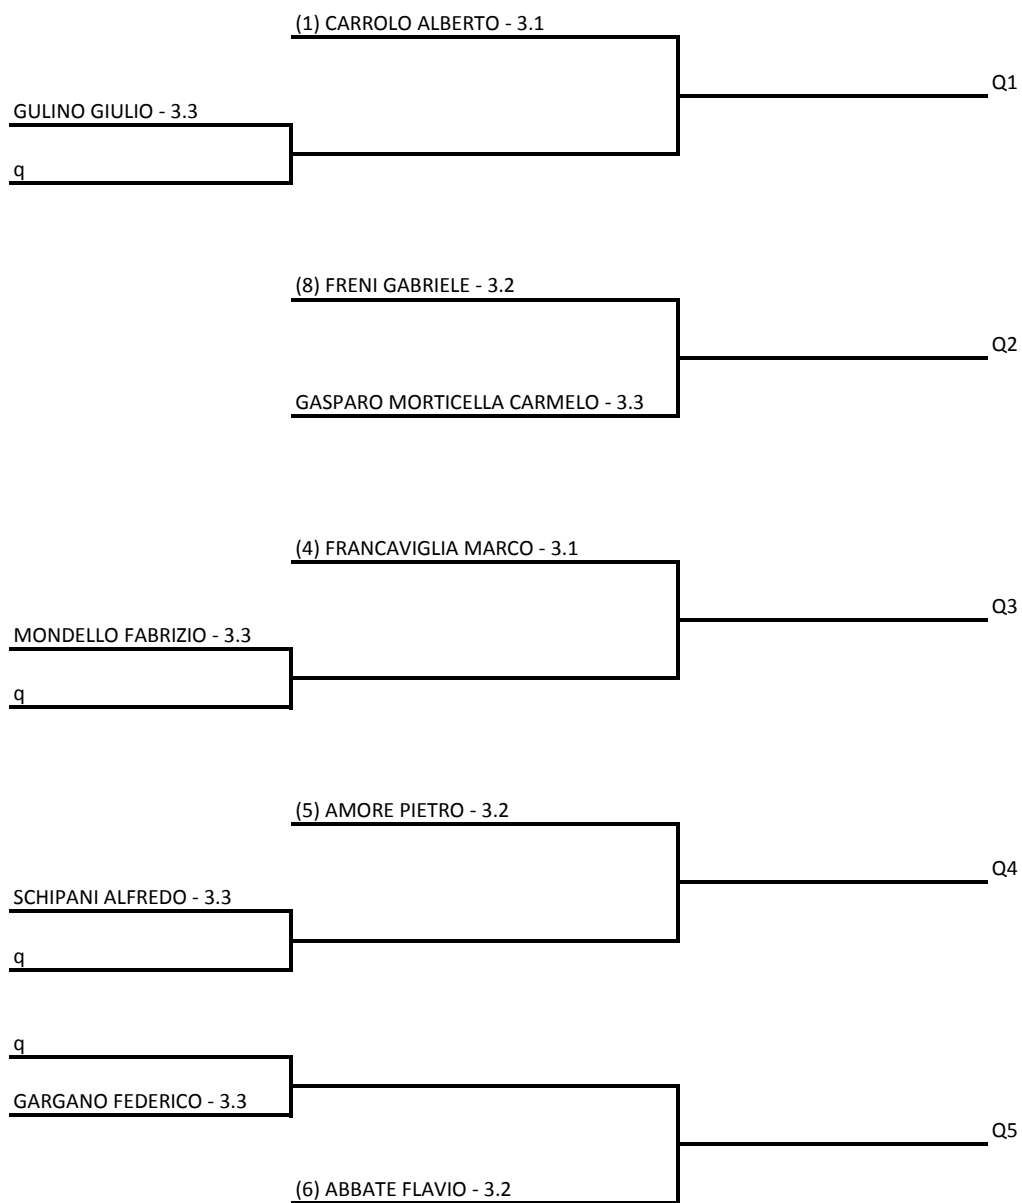 (1) CARROLO ALBERTO - 3.1
Q1
GULINO GIULIO - 3.3
q
(8) FRENI GABRIELE - 3.2
Q2
GASPARO MORTICELLA CARMELO - 3.3
(4) FRANCAVIGLIA MARCO - 3.1
Q3
MONDELLO FABRIZIO - 3.3
q
(5) AMORE PIETRO - 3.2
Q4
SCHIPANI ALFREDO - 3.3
q
q
GARGANO FEDERICO - 3.3
Q5
(6) ABBATE FLAVIO - 3.2